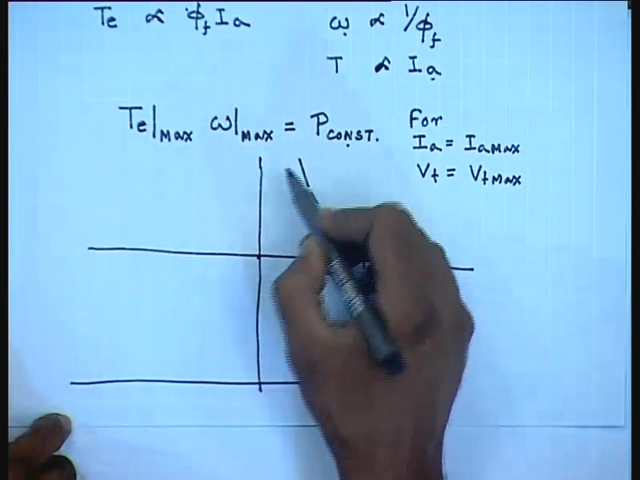 Te ∝ ϕf Ia
ω ∝ 1/ϕf
T ∝ Ia
Te|MAX ω|MAX = PCONST. For
Ia = IaMAX
Vt = VtMAX